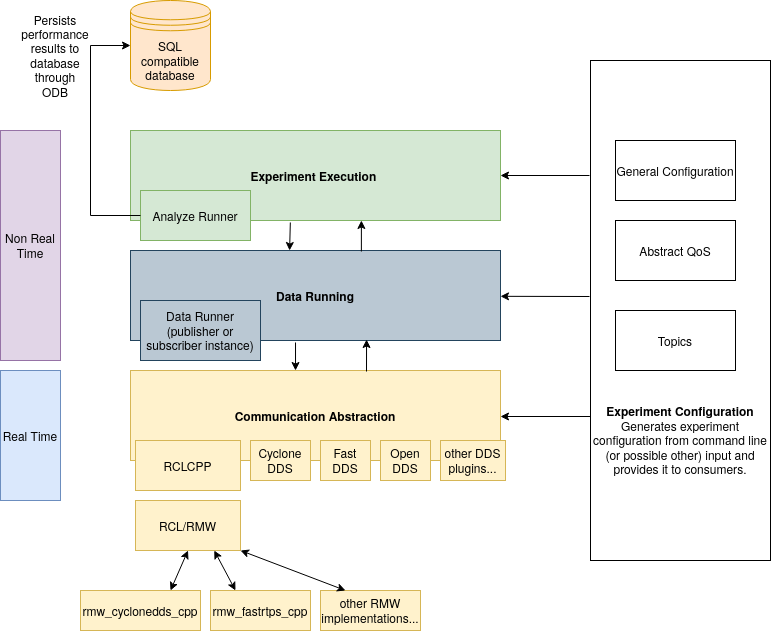 Persists
performance
results to
database
through
ODB
SQL
compatible
database
Non Real
Time
Real Time
Experiment Execution
Analyze Runner
Data Running
Data Runner
(publisher or
subscriber instance)
Communication Abstraction
RCLCPP
Cyclone
DDS
Fast
DDS
Open
DDS
other DDS
plugins...
RCL/RMW
rmw_cyclonedds_cpp
rmw_fastrtps_cpp
other RMW
implementations...
General Configuration
Abstract QoS
Topics
Experiment Configuration
Generates experiment
configuration from command line
(or possible other) input and
provides it to consumers.